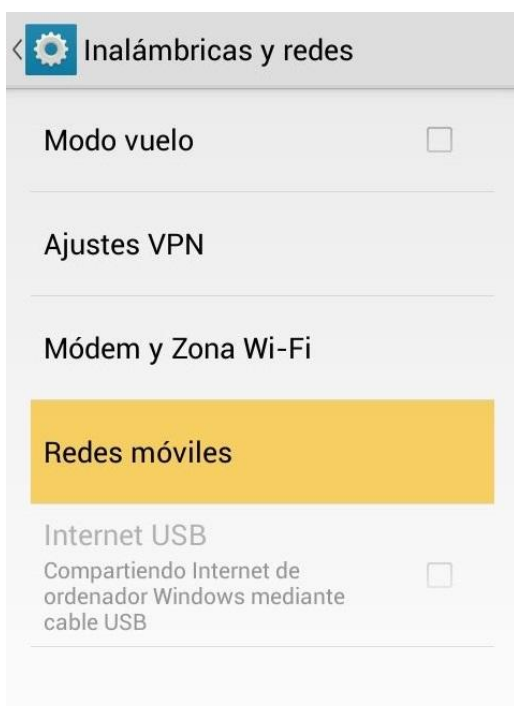 Inalámbricas y redes
Modo vuelo
Ajustes VPN
Módem y Zona Wi-Fi
Redes móviles
Internet USB
Compartiendo Internet de
ordenador Windows mediante
cable USB